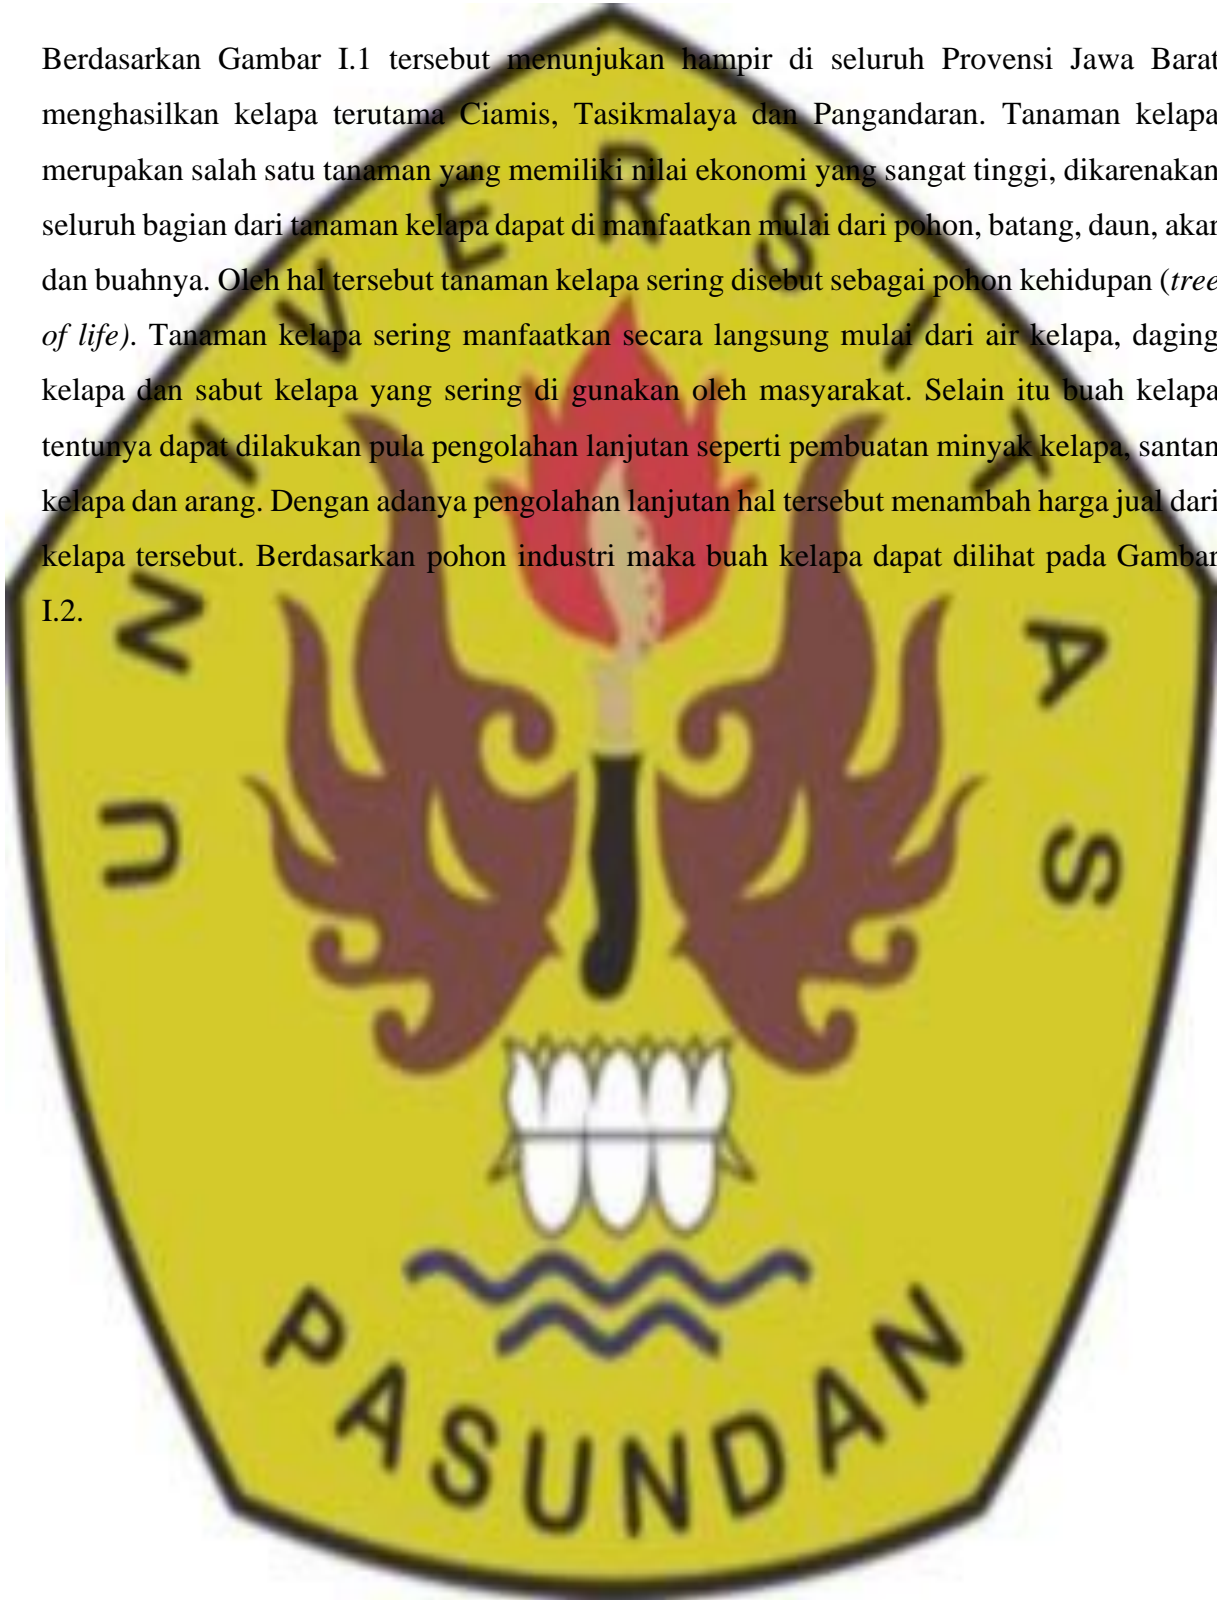 Berdasarkan Gambar I.1 tersebut menunjukan hampir di seluruh Provensi Jawa Barat
menghasilkan kelapa terutama Ciamis, Tasikmalaya dan Pangandaran. Tanaman kelapa
merupakan salah satu tanaman yang memiliki nilai ekonomi yang sangat tinggi, dikarenakan
seluruh bagian dari tanaman kelapa dapat di manfaatkan mulai dari pohon, batang, daun, akar
dan buahnya. Oleh hal tersebut tanaman kelapa sering disebut sebagai pohon kehidupan (tree
of life). Tanaman kelapa sering manfaatkan secara langsung mulai dari air kelapa, daging
kelapa dan sabut kelapa yang sering di gunakan oleh masyarakat. Selain itu buah kelapa
tentunya dapat dilakukan pula pengolahan lanjutan seperti pembuatan minyak kelapa, santan
kelapa dan arang. Dengan adanya pengolahan lanjutan hal tersebut menambah harga jual dari
kelapa tersebut. Berdasarkan pohon industri maka buah kelapa dapat dilihat pada Gambar
I.2.
UNIVERSITAS
PASUNDAN